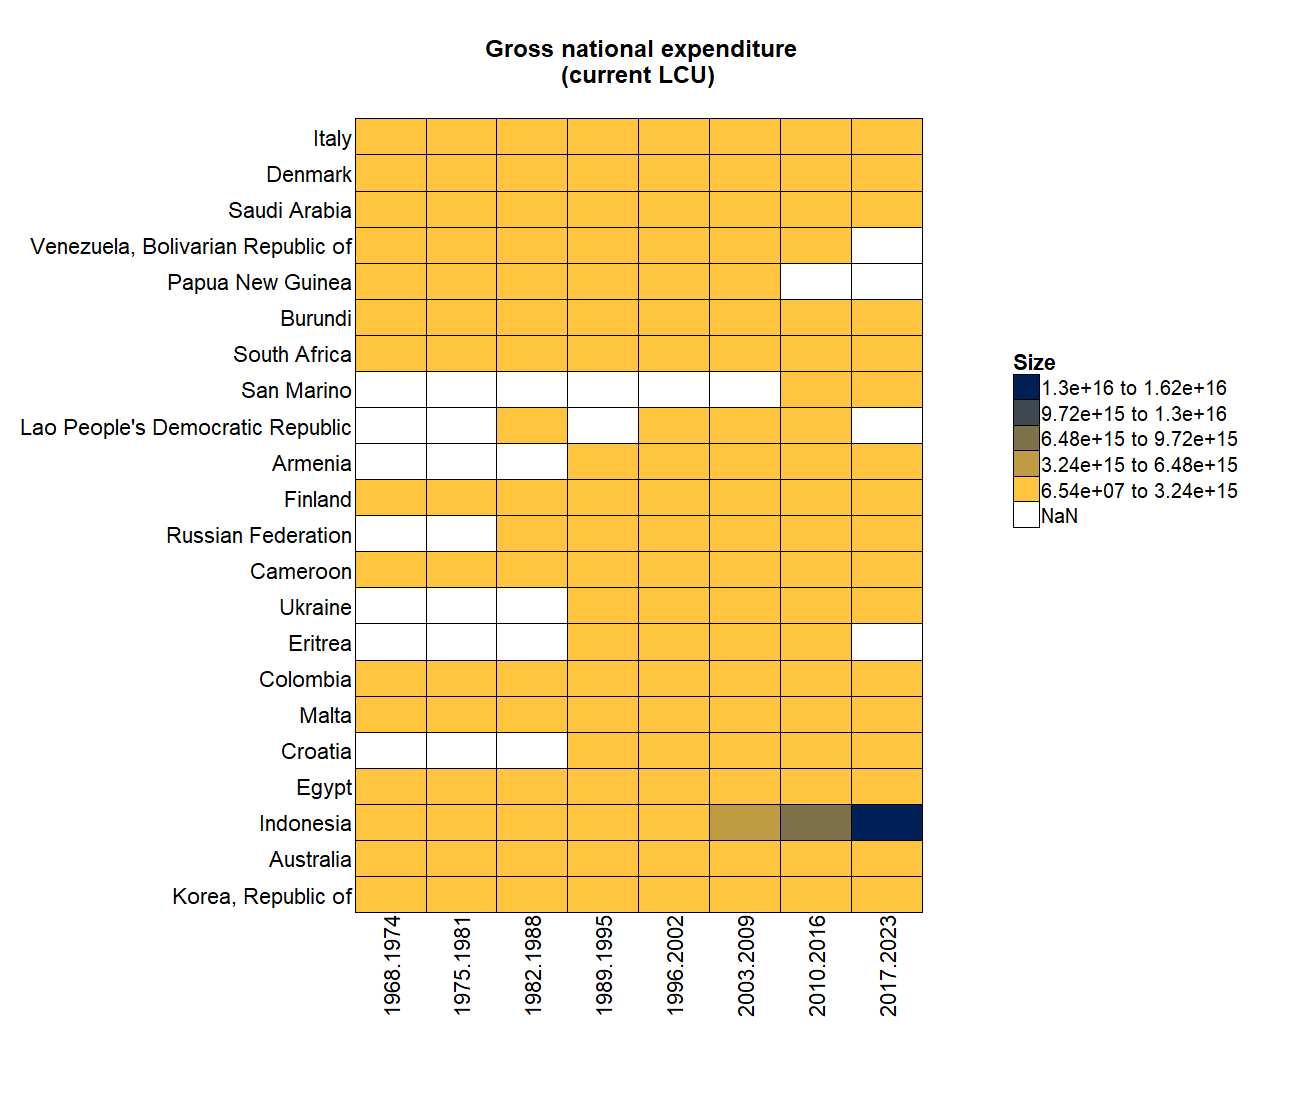 Gross national expenditure
(current LCU)
Italy
Denmark
Saudi Arabia
Venezuela, Bolivarian Republic of
Papua New Guinea
Burundi
South Africa
San Marino
Lao People's Democratic Republic
Armenia
Finland
Russian Federation
Cameroon
Ukraine
Eritrea
Colombia
Malta
Croatia
Egypt
Indonesia
Australia
Korea, Republic of
1968.1974
1975.1981
1982.1988
1989.1995
1996.2002
2003.2009
2010.2016
2017.2023
Size
1.3e+16 to 1.62e+16
9.72e+15 to 1.3e+16
6.48e+15 to 9.72e+15
3.24e+15 to 6.48e+15
6.54e+07 to 3.24e+15
NaN